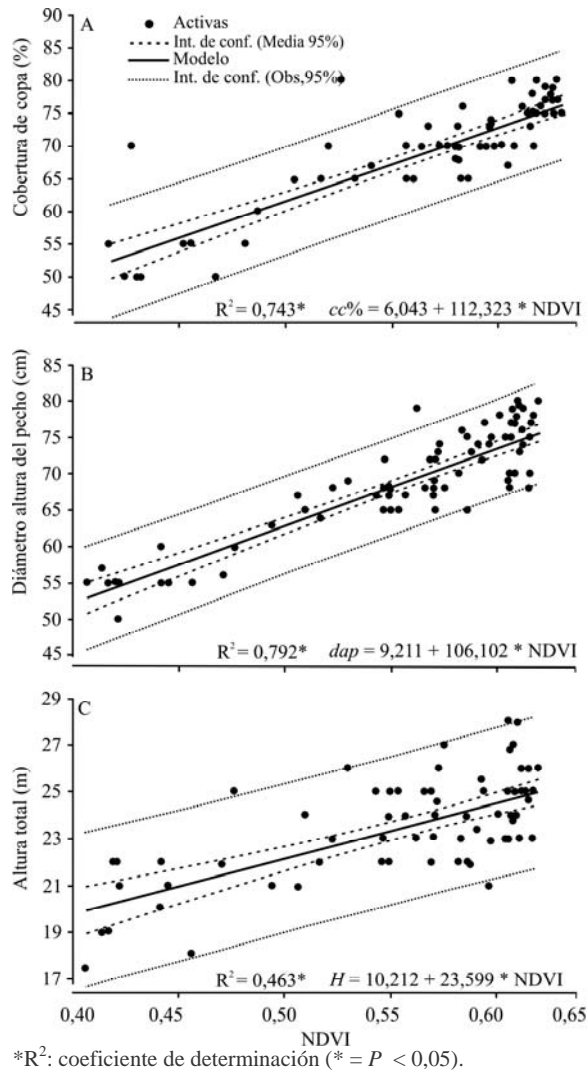 A
Activas
Int. de conf. (Media 95%)
Modelo
Int. de conf. (Obs,95%)
Cobertura de copa (%)
90
85
80
75
70
65
60
55
50
45
R² = 0,743* cc% = 6,043 + 112,323 * NDVI
B
Diámetro altura del pecho (cm)
85
80
75
70
65
60
55
50
45
R² = 0,792* dap = 9,211 + 106,102 * NDVI
C
Altura total (m)
29
27
25
23
21
19
17
R² = 0,463* H = 10,212 + 23,599 * NDVI
0,40 0,45 0,50 0,55 0,60 0,65
NDVI
*R²: coeficiente de determinación (* = P < 0,05).